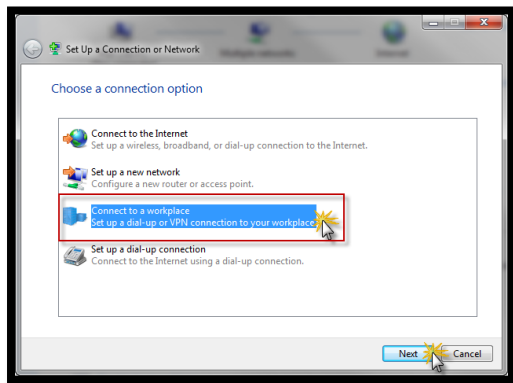 Set Up a Connection or Network
Choose a connection option
Connect to the Internet
Set up a wireless, broadband, or dial-up connection to the Internet.
Set up a new network
Configure a new router or access point.
Connect to a workplace
Set up a dial-up or VPN connection to your workplace
Set up a dial-up connection
Connect to the Internet using a dial-up connection.
Next
Cancel